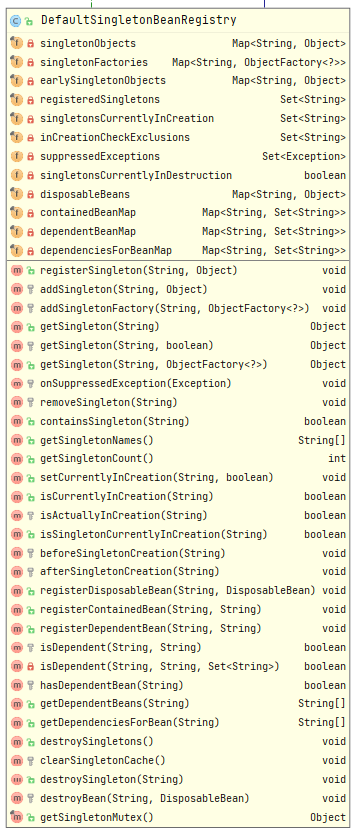 DefaultSingletonBeanRegistry
singletonObjects Map<String, Object>
singletonFactories Map<String, ObjectFactory<?>>
earlySingletonObjects Map<String, Object>
registeredSingletons Set<String>
singletonsCurrentlyInCreation Set<String>
inCreationCheckExclusions Set<String>
suppressedExceptions Set<Exception>
singletonsCurrentlyInDestruction boolean
disposableBeans Map<String, Object>
containedBeanMap Map<String, Set<String>>
dependentBeanMap Map<String, Set<String>>
dependenciesForBeanMap Map<String, Set<String>>
registerSingleton(String, Object) void
addSingleton(String, Object) void
addSingletonFactory(String, ObjectFactory<?>) void
getSingleton(String) Object
getSingleton(String, boolean) Object
getSingleton(String, ObjectFactory<?>) Object
onSuppressedException(Exception) void
removeSingleton(String) void
containsSingleton(String) boolean
getSingletonNames() String[]
getSingletonCount() int
setCurrentlyInCreation(String, boolean) void
isCurrentlyInCreation(String) boolean
isActuallyInCreation(String) boolean
isSingletonCurrentlyInCreation(String) boolean
beforeSingletonCreation(String) void
afterSingletonCreation(String) void
registerDisposableBean(String, DisposableBean) void
registerContainedBean(String, String) void
registerDependentBean(String, String) void
isDependent(String, String) boolean
isDependent(String, String, Set<String>) boolean
hasDependentBean(String) boolean
getDependentBeans(String) String[]
getDependenciesForBean(String) String[]
destroySingletons() void
clearSingletonCache() void
destroySingleton(String) void
destroyBean(String, DisposableBean) void
getSingletonMutex() Object